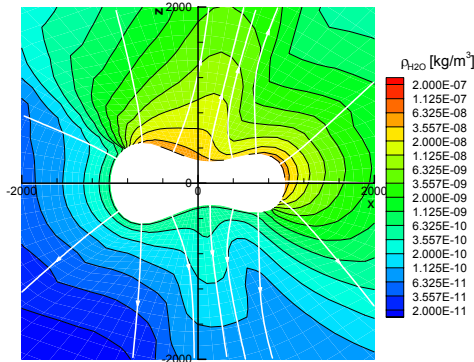 2000
z
ρH2O [kg/m³]
2.000E-07
1.125E-07
6.325E-08
3.557E-08
2.000E-08
1.125E-08
6.325E-09
3.557E-09
2.000E-09
1.125E-09
6.325E-10
3.557E-10
2.000E-10
1.125E-10
6.325E-11
3.557E-11
2.000E-11
-2000
0
2000
x
-2000